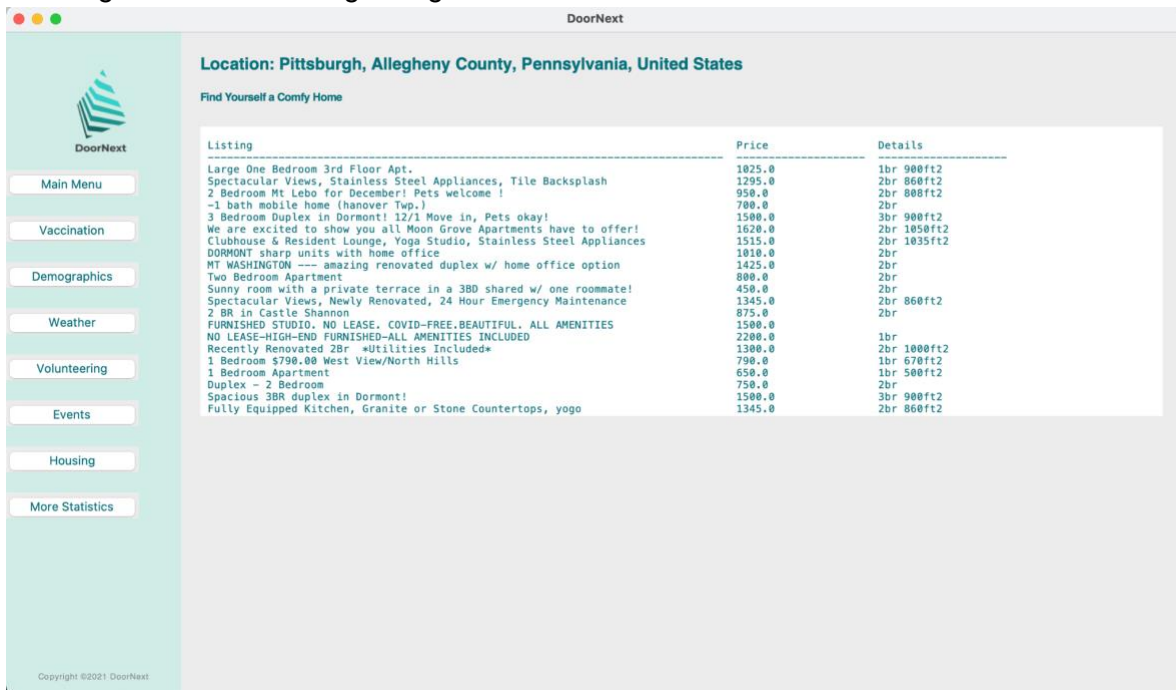 DoorNext
DoorNext
Main Menu
Vaccination
Demographics
Weather
Volunteering
Events
Housing
More Statistics
Copyright ©2021 DoorNext
Location: Pittsburgh, Allegheny County, Pennsylvania, United States
Find Yourself a Comfy Home
Listing Price Details
Large One Bedroom 3rd Floor Apt. 1025.0 1br 900ft2
Spectacular Views, Stainless Steel Appliances, Tile Backsplash 1295.0 2br 860ft2
2 Bedroom Mt Lebo for December! Pets welcome ! 950.0 2br 808ft2
-1 bath mobile home (hanover Twp.) 700.0 2br
3 Bedroom Duplex in Dormont! 12/1 Move in, Pets okay! 1500.0 3br 900ft2
We are excited to show you all Moon Grove Apartments have to offer! 1620.0 2br 1050ft2
Clubhouse & Resident Lounge, Yoga Studio, Stainless Steel Appliances 1515.0 2br 1035ft2
DORMONT sharp units with home office 1010.0 2br
MT WASHINGTON --- amazing renovated duplex w/ home office option 1425.0 2br
Two Bedroom Apartment 800.0 2br
Sunny room with a private terrace in a 3BD shared w/ one roommate! 450.0 2br
Spectacular Views, Newly Renovated, 24 Hour Emergency Maintenance 1345.0 2br 860ft2
2 BR in Castle Shannon 875.0 2br
FURNISHED STUDIO. NO LEASE. COVID-FREE.BEAUTIFUL. ALL AMENITIES 1500.0
NO LEASE-HIGH-END FURNISHED-ALL AMENITIES INCLUDED 2200.0 1br
Recently Renovated 2Br *Utilities Included* 1300.0 2br 1000ft2
1 Bedroom $790.00 West View/North Hills 790.0 1br 670ft2
1 Bedroom Apartment 650.0 1br 500ft2
Duplex - 2 Bedroom 750.0 2br
Spacious 3BR duplex in Dormont! 1500.0 3br 900ft2
Fully Equipped Kitchen, Granite or Stone Countertops, yogo 1345.0 2br 860ft2